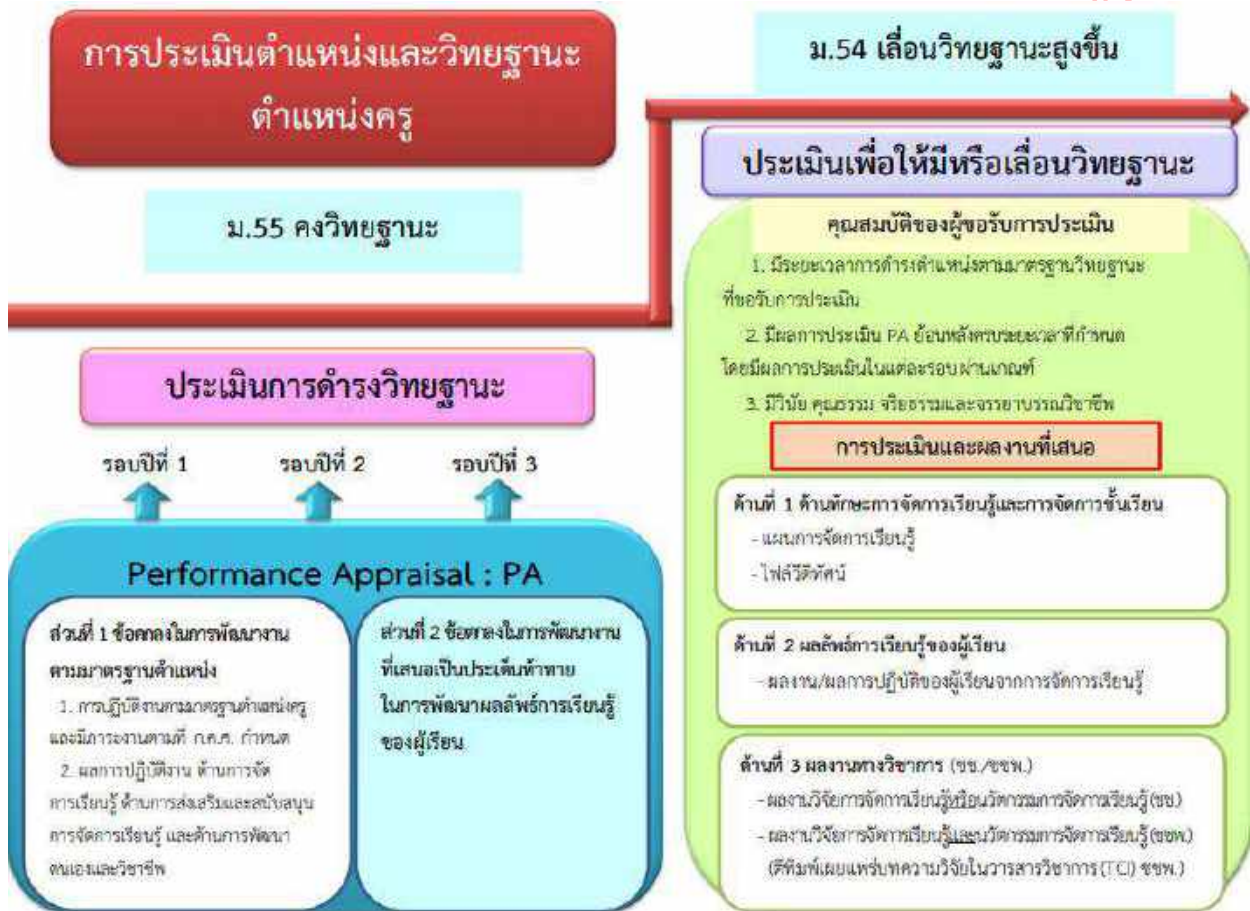 การประเมินตำแหน่งและวิทยฐานะ
ตำแหน่งครู
ม.54 เลื่อนวิทยฐานะสูงขึ้น
ม.55 คงวิทยฐานะ
ประเมินการดำรงวิทยฐานะ
รอบปีที่ 1 รอบปีที่ 2 รอบปีที่ 3
Performance Appraisal : PA
ส่วนที่ 1 ข้อตกลงในการพัฒนางาน
ตามมาตรฐานตำแหน่ง
1. การปฏิบัติงานตามมาตรฐานตำแหน่งครู
และมีภาระงานตามที่ ก.ค.ศ. กำหนด
2. ผลการปฏิบัติงาน ด้านการจัด
การเรียนรู้ ด้านการส่งเสริมและสนับสนุน
การจัดการเรียนรู้ และด้านการพัฒนา
ตนเองและวิชาชีพ
ส่วนที่ 2 ข้อตกลงในการพัฒนางาน
ที่เสนอเป็นประเด็นท้าทาย
ในการพัฒนาผลลัพธ์การเรียนรู้
ของผู้เรียน
ประเมินเพื่อให้มีหรือเลื่อนวิทยฐานะ
คุณสมบัติของผู้ขอรับการประเมิน
1. มีระยะเวลาการดำรงตำแหน่งตามมาตรฐานวิทยฐานะ
ที่ขอรับการประเมิน
2. มีผลการประเมิน PA ย้อนหลังครบระยะเวลาที่กำหนด
โดยมีผลการประเมินในแต่ละรอบผ่านเกณฑ์
3. มีวินัย คุณธรรม จริยธรรมและจรรยาบรรณวิชาชีพ
การประเมินและผลงานที่เสนอ
ด้านที่ 1 ด้านทักษะการจัดการเรียนรู้และการจัดการชั้นเรียน
- แผนการจัดการเรียนรู้
- ไฟล์วีดิทัศน์
ด้านที่ 2 ผลลัพธ์การเรียนรู้ของผู้เรียน
- ผลงาน/ผลการปฏิบัติของผู้เรียนจากการจัดการเรียนรู้
ด้านที่ 3 ผลงานทางวิชาการ (ชช./ชชพ.)
- ผลงานวิจัยการจัดการเรียนรู้หรือนวัตกรรมการจัดการเรียนรู้(ชช.)
- ผลงานวิจัยการจัดการเรียนรู้และนวัตกรรมการจัดการเรียนรู้(ชชพ.)
(ตีพิมพ์เผยแพร่บทความวิจัยในวารสารวิชาการ(TCI) ชชพ.)